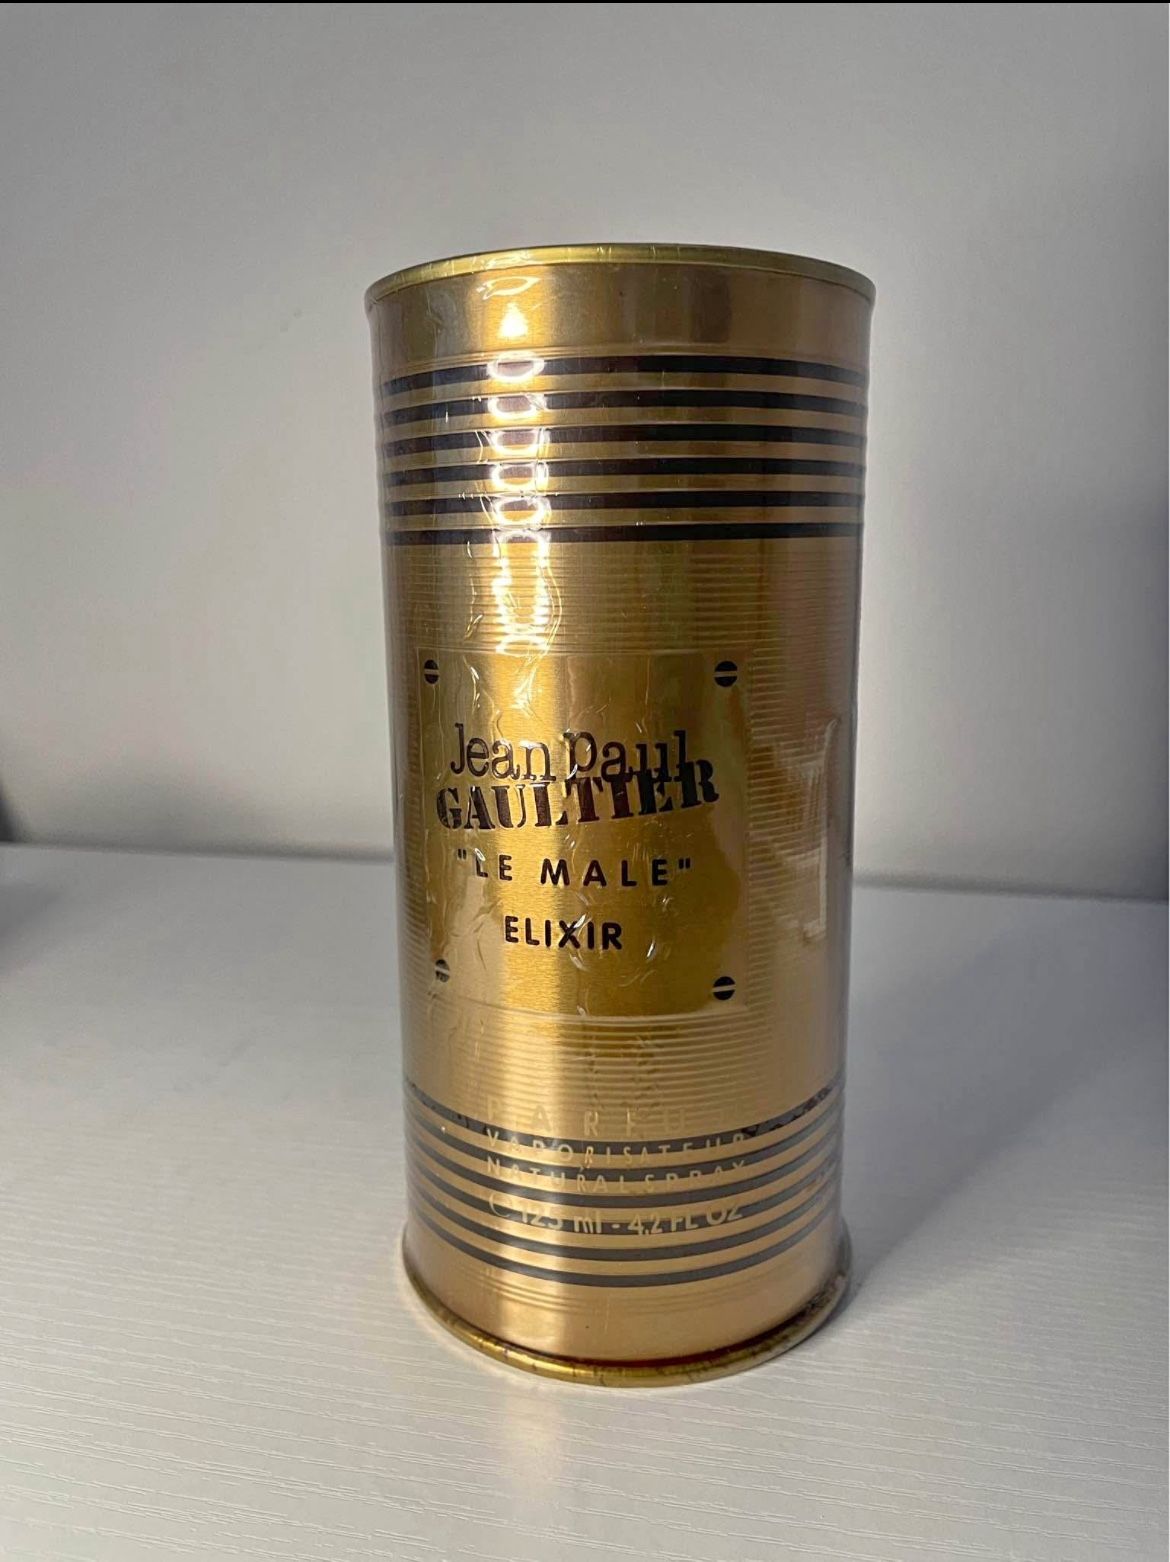 Jean Paul
GAULTIER
"LE MALE"
ELIXIR
PARFUM
VAPORISATEUR
NATURAL SPRAY
℮ 125 ml - 4.2 FL OZ